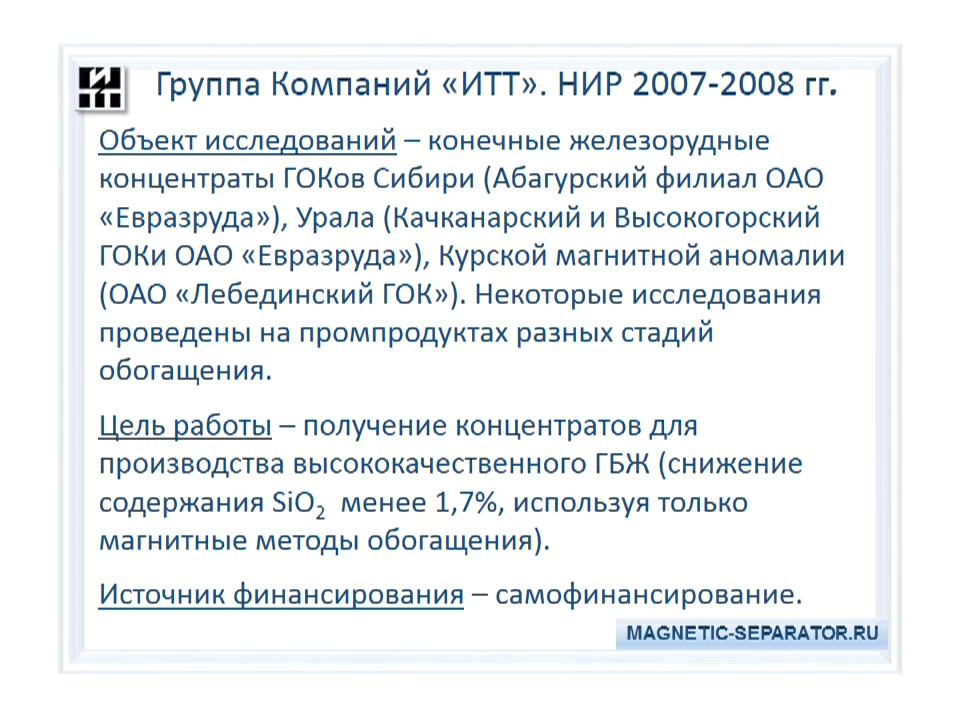 Группа Компаний «ИТТ». НИР 2007-2008 гг.
Объект исследований – конечные железорудные
концентраты ГОКов Сибири (Абагурский филиал ОАО
«Евразруда»), Урала (Качканарский и Высокогорский
ГОКи ОАО «Евразруда»), Курской магнитной аномалии
(ОАО «Лебединский ГОК»). Некоторые исследования
проведены на промпродуктах разных стадий
обогащения.
Цель работы – получение концентратов для
производства высококачественного ГБЖ (снижение
содержания SiO₂ менее 1,7%, используя только
магнитные методы обогащения).
Источник финансирования – самофинансирование.
MAGNETIC-SEPARATOR.RU